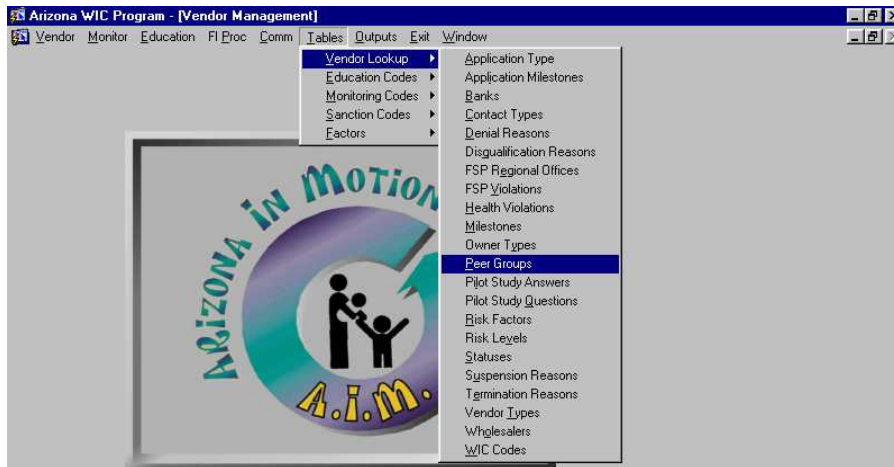 Arizona WIC Program - [Vendor Management]
Vendor Monitor Education FI Proc Comm Tables Outputs Exit Window
Vendor Lookup
Education Codes
Monitoring Codes
Sanction Codes
Factors
Application Type
Application Milestones
Banks
Contact Types
Denial Reasons
Disqualification Reasons
FSP Regional Offices
FSP Violations
Health Violations
Milestones
Owner Types
Peer Groups
Pilot Study Answers
Pilot Study Questions
Risk Factors
Risk Levels
Statuses
Suspension Reasons
Termination Reasons
Vendor Types
Wholesalers
WIC Codes
ARIZONA IN MOTION
A.i.M.